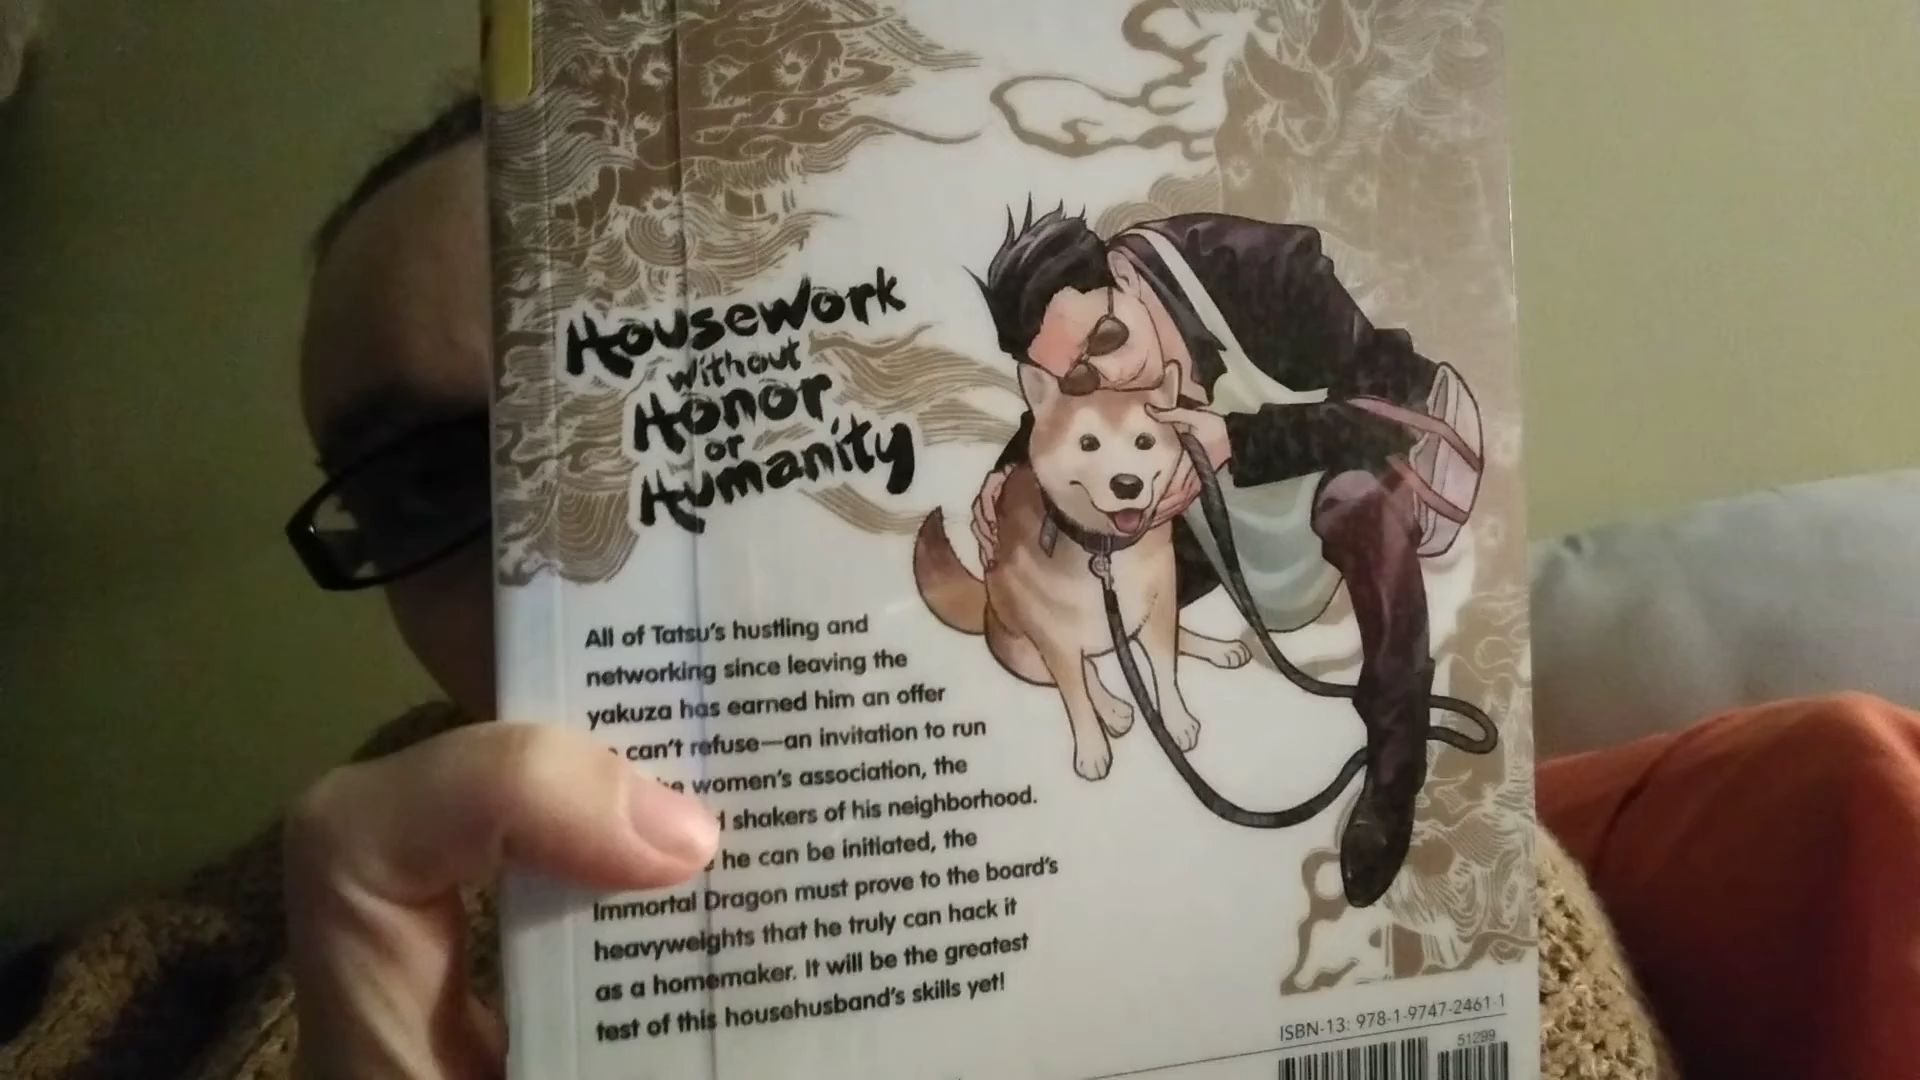 Housework
Without
Honor
or
Humanity
All of Tatsu's hustling and
networking since leaving the
yakuza has earned him an offer
can't refuse—an invitation to run
women's association, the
shakers of his neighborhood.
he can be initiated, the
Immortal Dragon must prove to the board's
heavyweights that he truly can hack it
as a homemaker. It will be the greatest
test of this househusband's skills yet!
ISBN-13: 978-1-9747-2461-1
51299